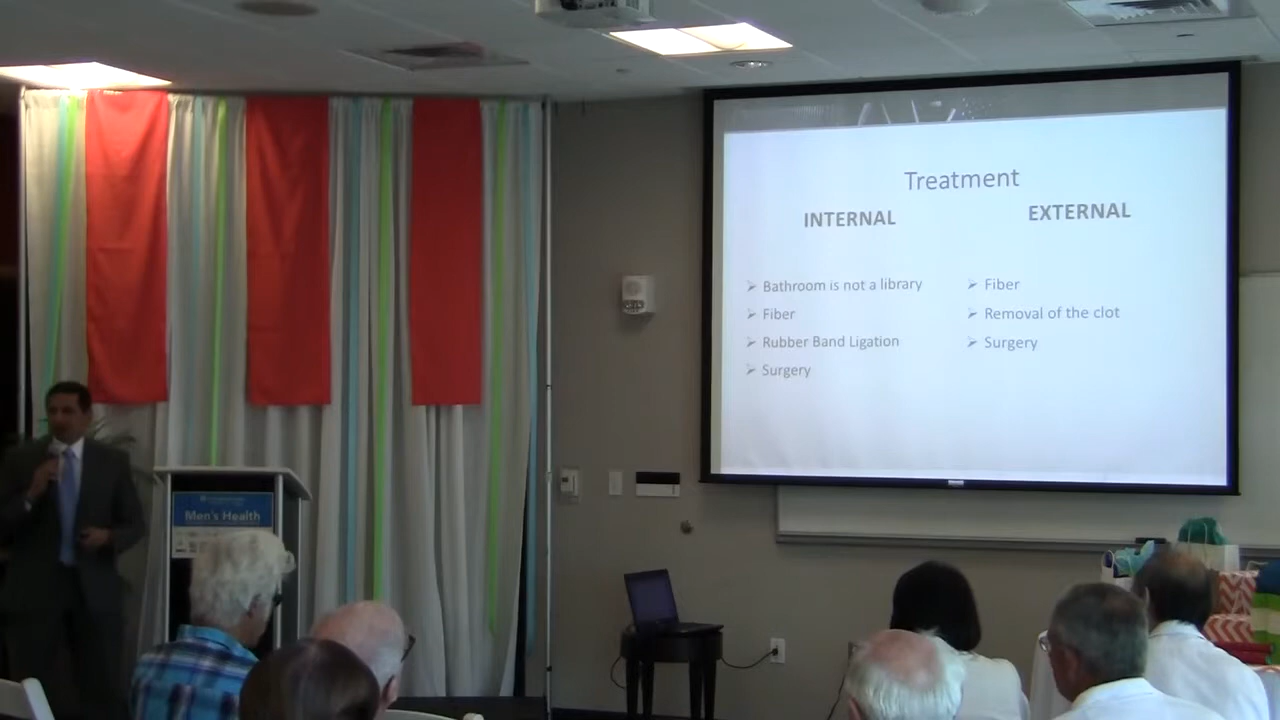 Treatment
INTERNAL
Bathroom is not a library
Fiber
Rubber Band Ligation
Surgery
EXTERNAL
Fiber
Removal of the clot
Surgery
Men's Health